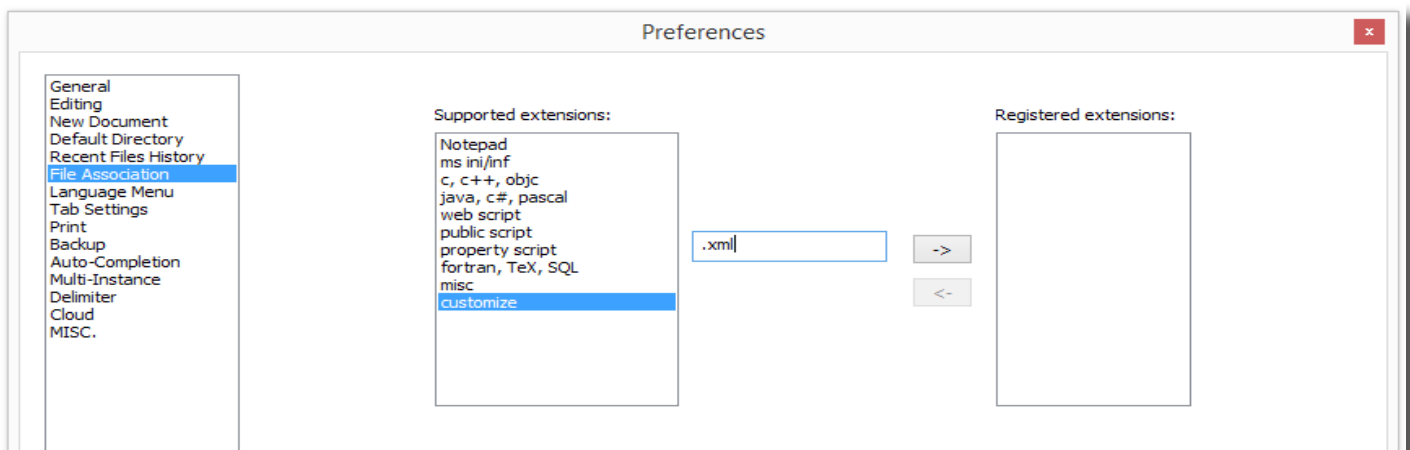 Preferences
x
General
Editing
New Document
Default Directory
Recent Files History
File Association
Language Menu
Tab Settings
Print
Backup
Auto-Completion
Multi-Instance
Delimiter
Cloud
MISC.
Supported extensions:
Notepad
ms ini/inf
c, c++, objc
java, c#, pascal
web script
public script
property script
fortran, TeX, SQL
misc
customize
.xml
->
<-
Registered extensions: